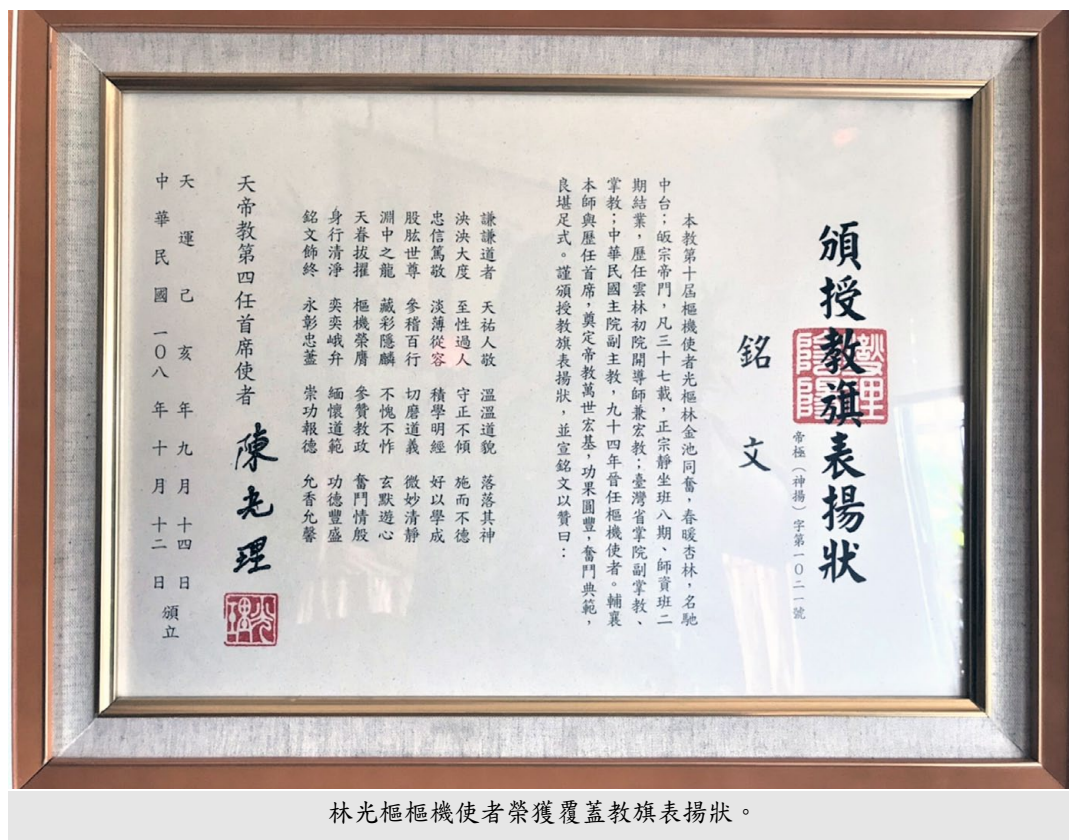 頒授教旗表揚狀
帝極(神揚)字第一0二一號
銘文
本教第十屆樞機使者光樞林金池同奮,春暖杏林,名馳
中台;皈宗帝門,凡三十七載,正宗靜坐班八期、師資班二
期結業,歷任雲林初院開導師兼宏教;臺灣省掌院副掌教、
掌教;中華民國主院副主教,九十四年晉任樞機使者。輔襄
本師與歷任首席,奠定帝教萬世宏基,功果圓豐,奮鬥典範,
良堪足式。謹頒授教旗表揚狀,並宣銘文以贊曰:
謙謙道者 天祐人敬 溫溫道貌 落落其神
泱泱大度 至性過人 守正不傾 施而不德
忠信篤敬 淡薄從容 積學明經 好以學成
股肱世尊 參稽百行 切磨道義 微妙清靜
淵中之龍 藏彩隱麟 不愧不怍 玄默遊心
天眷拔擢 樞機榮膺 參贊教政 奮鬥情殷
身行清淨 奕奕峨弁 緬懷道範 功德豐盛
銘文飾終 永彰忠藎 崇功報德 允香允馨
天帝教第四任首席使者 陳光理
光理
天運己亥年九月十四日
中華民國一0八年十月十二日 頒立
林光樞樞機使者榮獲覆蓋教旗表揚狀。